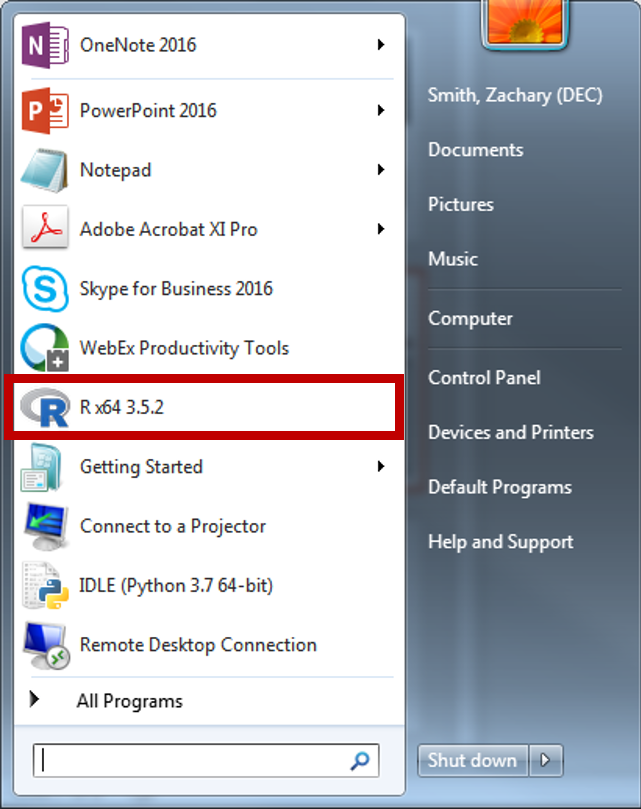 OneNote 2016
PowerPoint 2016
Notepad
Adobe Acrobat XI Pro
Skype for Business 2016
WebEx Productivity Tools
R x64 3.5.2
Getting Started
Connect to a Projector
IDLE (Python 3.7 64-bit)
Remote Desktop Connection
All Programs
Smith, Zachary (DEC)
Documents
Pictures
Music
Computer
Control Panel
Devices and Printers
Default Programs
Help and Support
Shut down